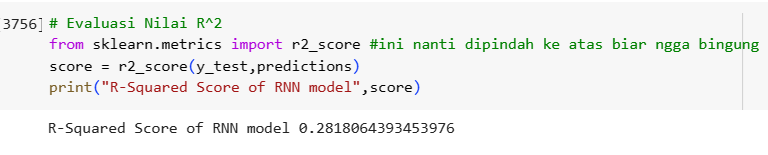 3756] # Evaluasi Nilai R^2
from sklearn.metrics import r2_score #ini nanti dipindah ke atas biar ngga bingung
score = r2_score(y_test,predictions)
print("R-Squared Score of RNN model",score)
R-Squared Score of RNN model 0.2818064393453976